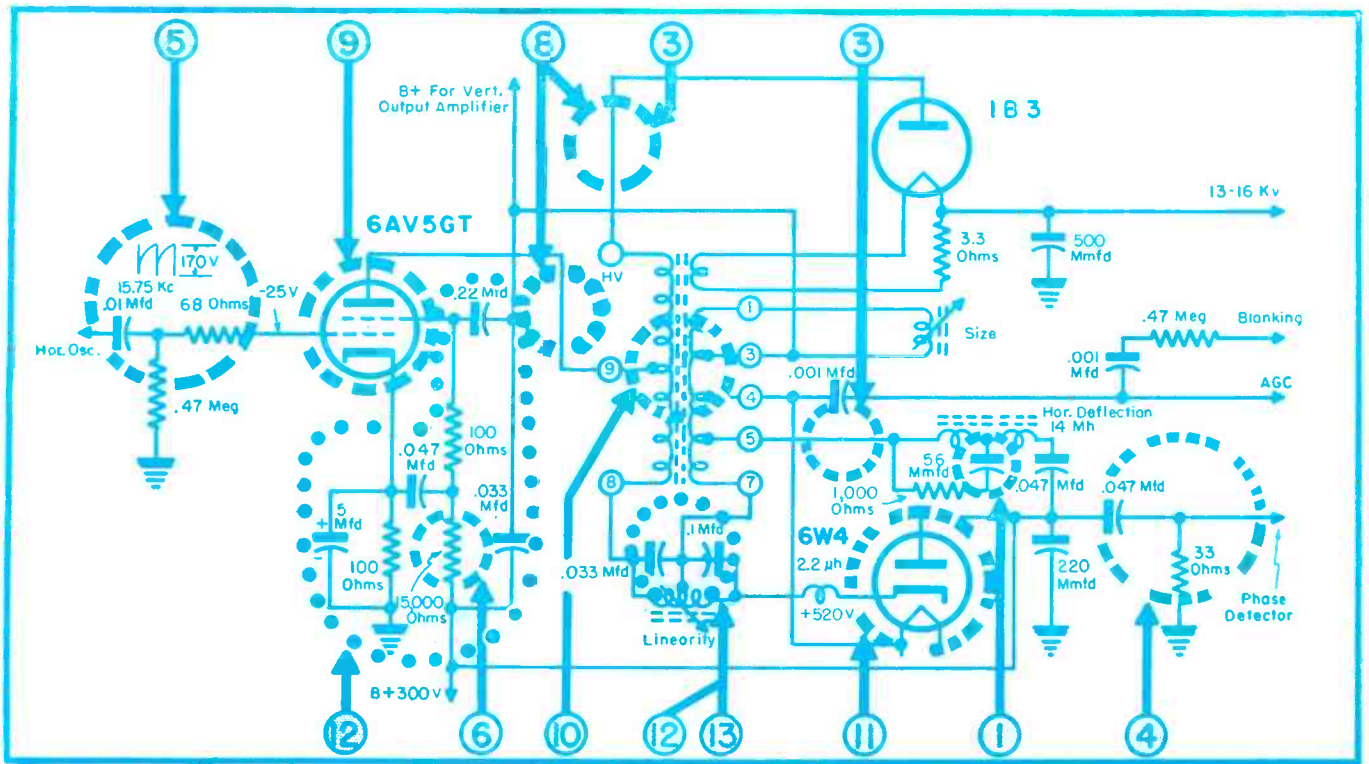 5
9
8
3
3
B+ For Vert.
Output Amplifier
1B3
6AV5GT
13-16 Kv
170V
15.75 Kc
.01 Mfd
68 Ohms
-25V
.22 Mfd
HV
3.3
Ohms
500
Mmfd
1
Size
.47 Meg
Blanking
Hor. Osc.
3
9
.001 Mfd
.001
Mfd
4
AGC
.47 Meg
100
Ohms
5
Hor. Deflection
14 Mh
56
Mmfd
.047
Mfd
.033
Mfd
8
7
1,000
Ohms
.047 Mfd
.047 Mfd
5
Mfd
+
100
Ohms
15,000
Ohms
.033 Mfd
.1 Mfd
6W4
2.2 µh
+520V
220
Mmfd
33
Ohms
Phase
Detector
Linearity
B+300V
12
6
10
12
13
11
1
4